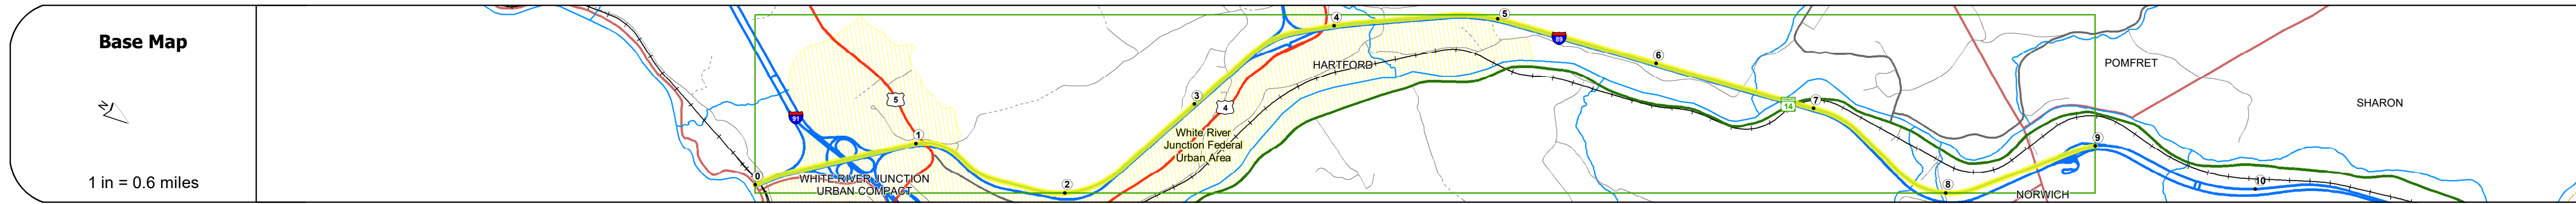 Base Map
N
1 in = 0.6 miles
0
91
5
1
WHITE RIVER JUNCTION
URBAN COMPACT
2
3
4
White River
Junction Federal
Urban Area
4
HARTFORD
5
89
6
14
7
8
NORWICH
9
POMFRET
10
SHARON